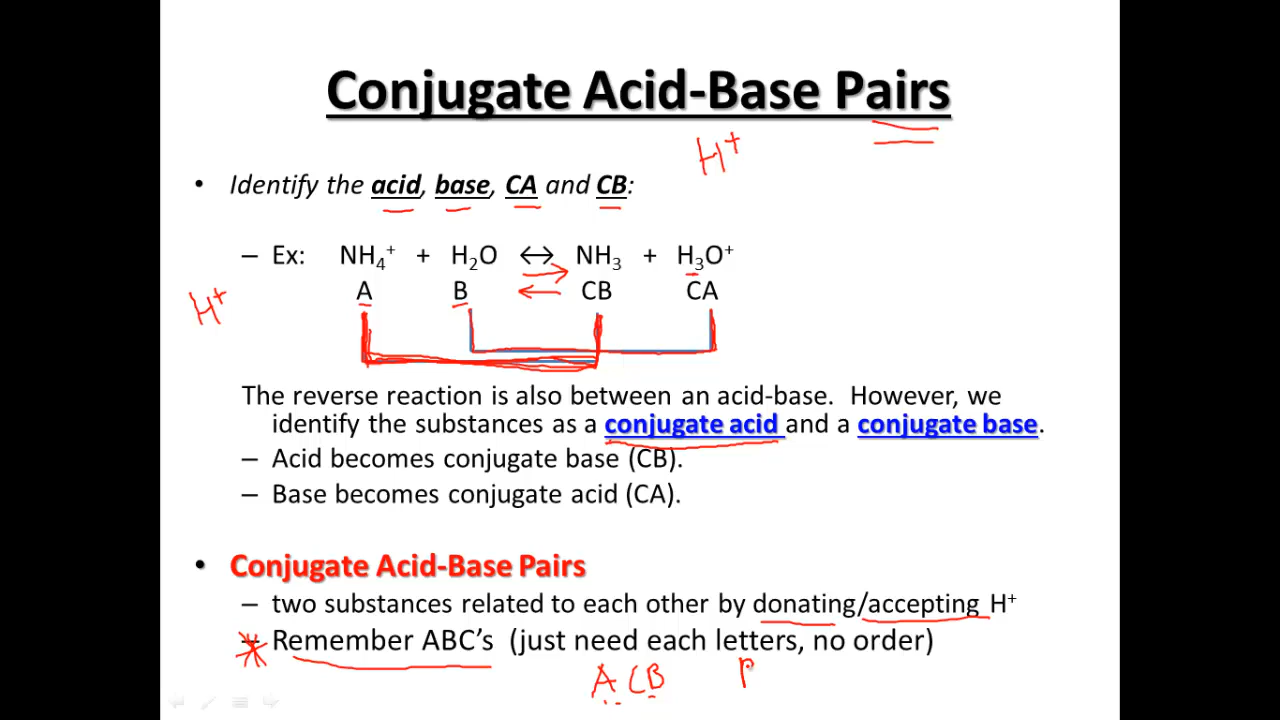 Conjugate Acid-Base Pairs
H⁺
• Identify the acid, base, CA and CB:
– Ex: NH₄⁺ + H₂O ↔ NH₃ + H₃O⁺
A B CB CA
H⁺
The reverse reaction is also between an acid-base. However, we
identify the substances as a conjugate acid and a conjugate base.
– Acid becomes conjugate base (CB).
– Base becomes conjugate acid (CA).
• Conjugate Acid-Base Pairs
– two substances related to each other by donating/accepting H⁺
– Remember ABC’s (just need each letters, no order)
A CB